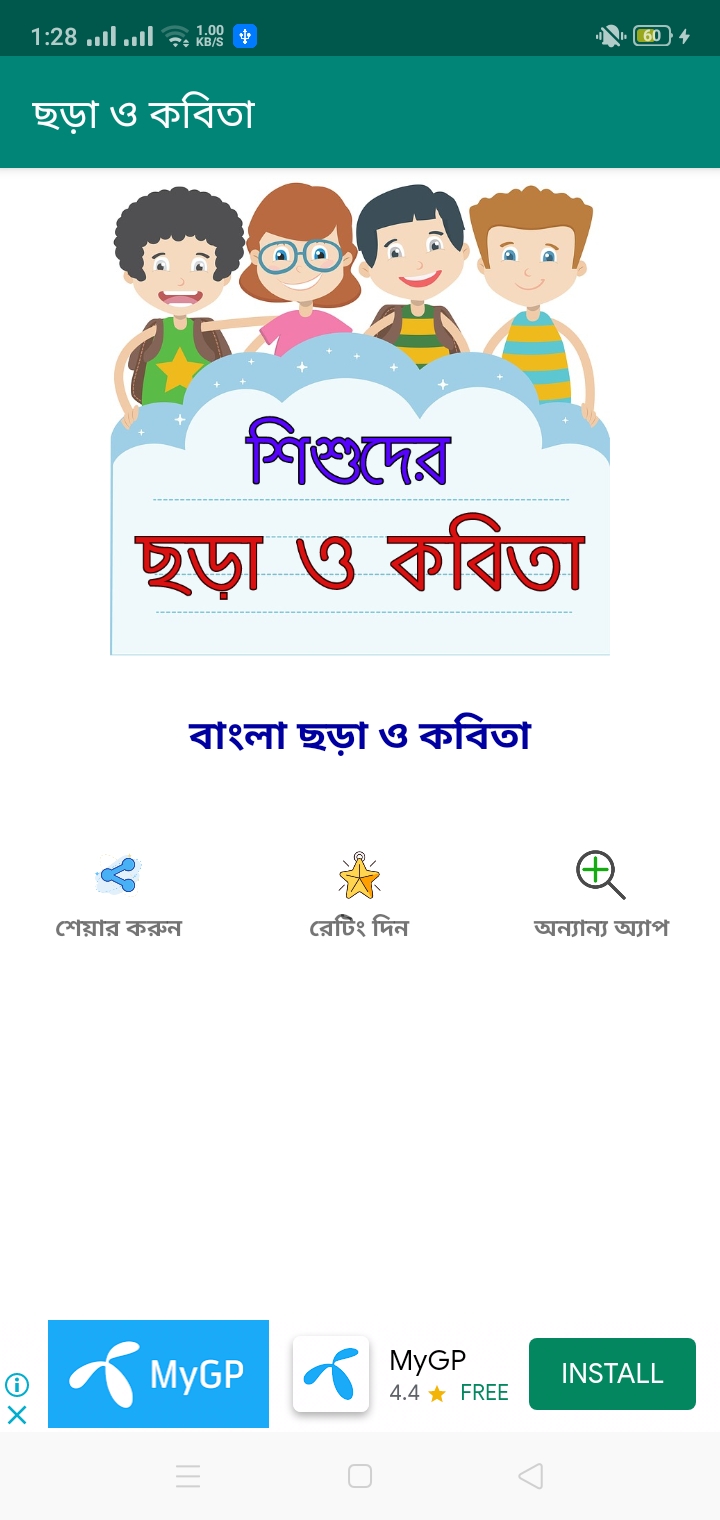 1:28 1.00 KB/S 60
ছড়া ও কবিতা
শিশুদের
ছড়া ও কবিতা
বাংলা ছড়া ও কবিতা
শেয়ার করুন রেটিং দিন অন্যান্য অ্যাপ
MyGP MyGP INSTALL
4.4 FREE